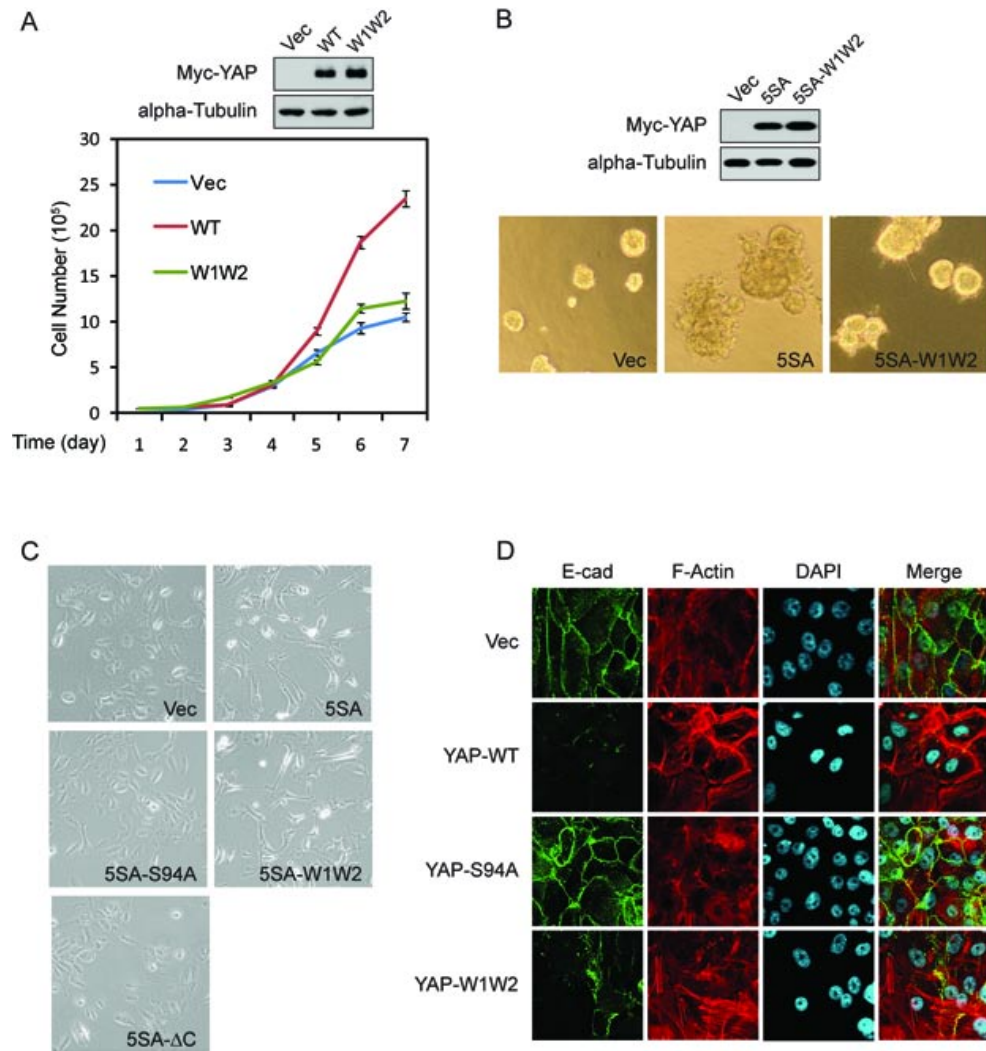 A
Vec
WT
W1W2
Myc-YAP
alpha-Tubulin
30
25
20
15
10
5
0
Cell Number (10⁵)
Vec
WT
W1W2
Time (day)
1 2 3 4 5 6 7
B
Vec
5SA
5SA-W1W2
Myc-YAP
alpha-Tubulin
Vec
5SA
5SA-W1W2
C
Vec
5SA
5SA-S94A
5SA-W1W2
5SA-ΔC
D
E-cad F-Actin DAPI Merge
Vec
YAP-WT
YAP-S94A
YAP-W1W2